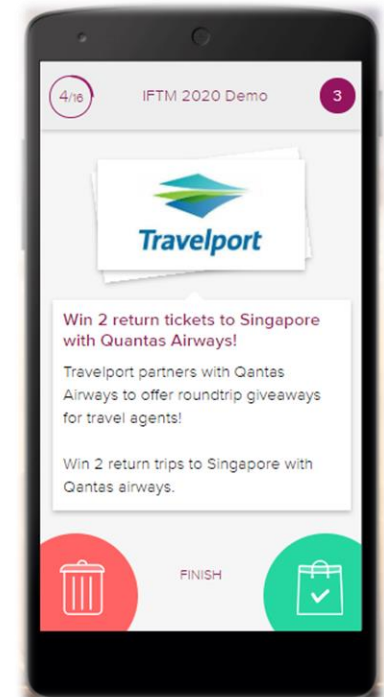 4/16
IFTM 2020 Demo
3
Travelport
Win 2 return tickets to Singapore
with Quantas Airways!
Travelport partners with Qantas
Airways to offer roundtrip giveaways
for travel agents!
Win 2 return trips to Singapore with
Qantas airways.
FINISH